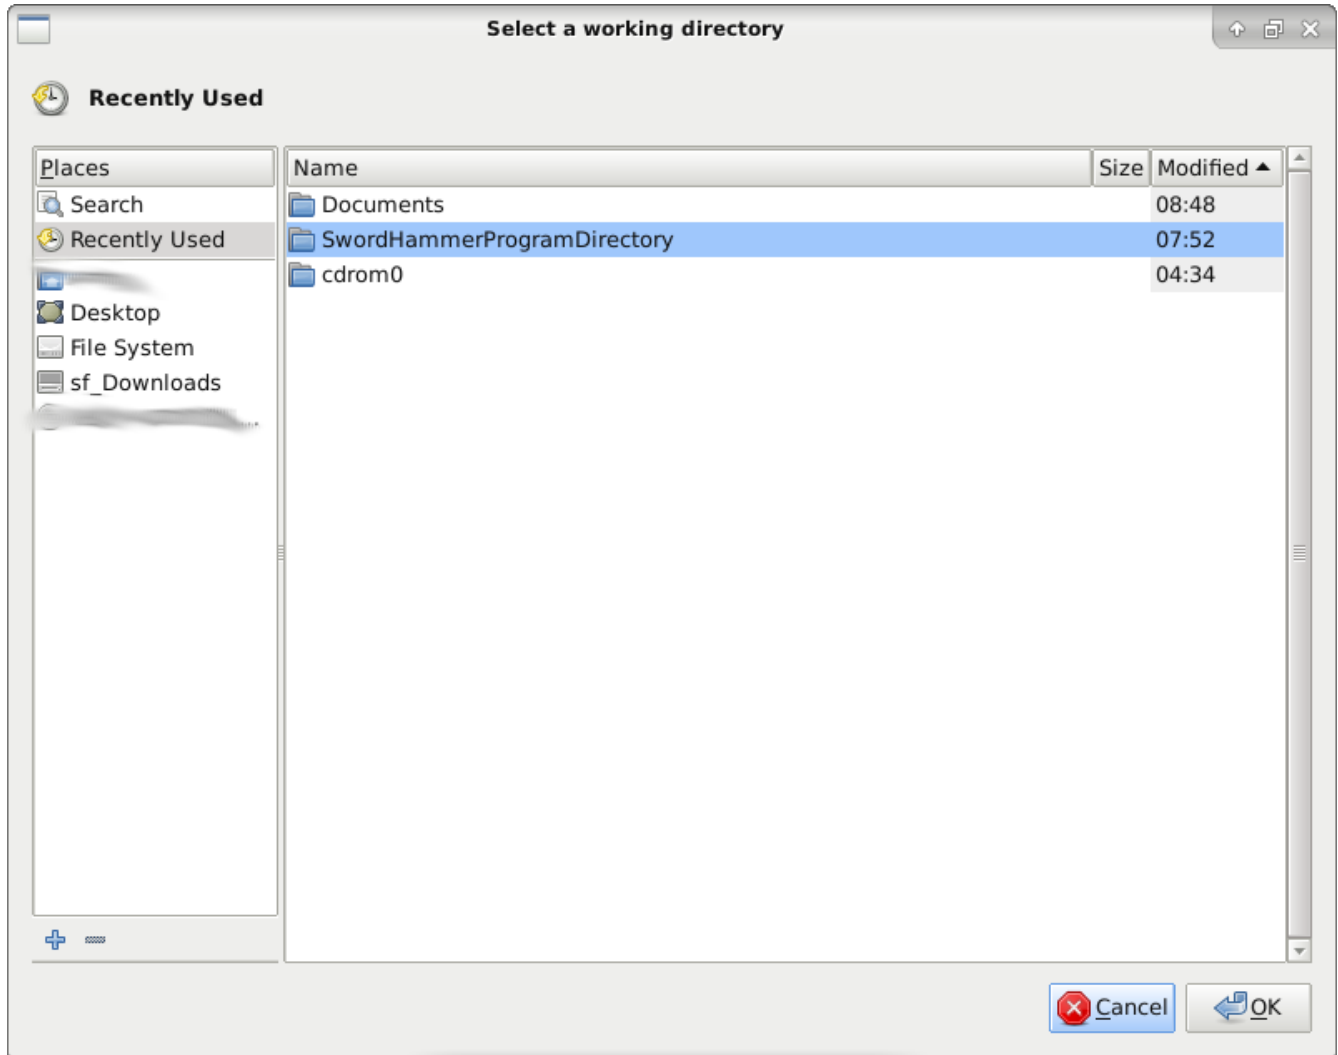 Select a working directory
Recently Used
Places
Name Size Modified
Search
Documents 08:48
Recently Used
SwordHammerProgramDirectory 07:52
cdrom0 04:34
Desktop
File System
sf_Downloads
Cancel OK